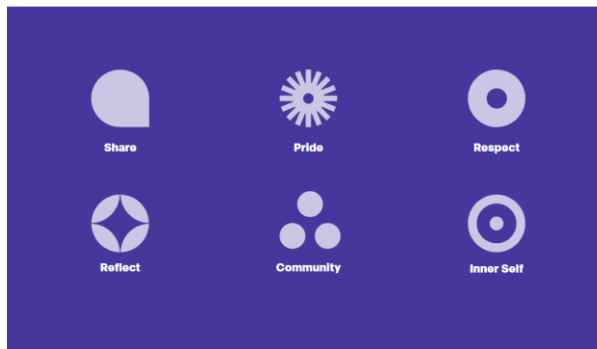 Share
Pride
Respect
Reflect
Community
Inner Self